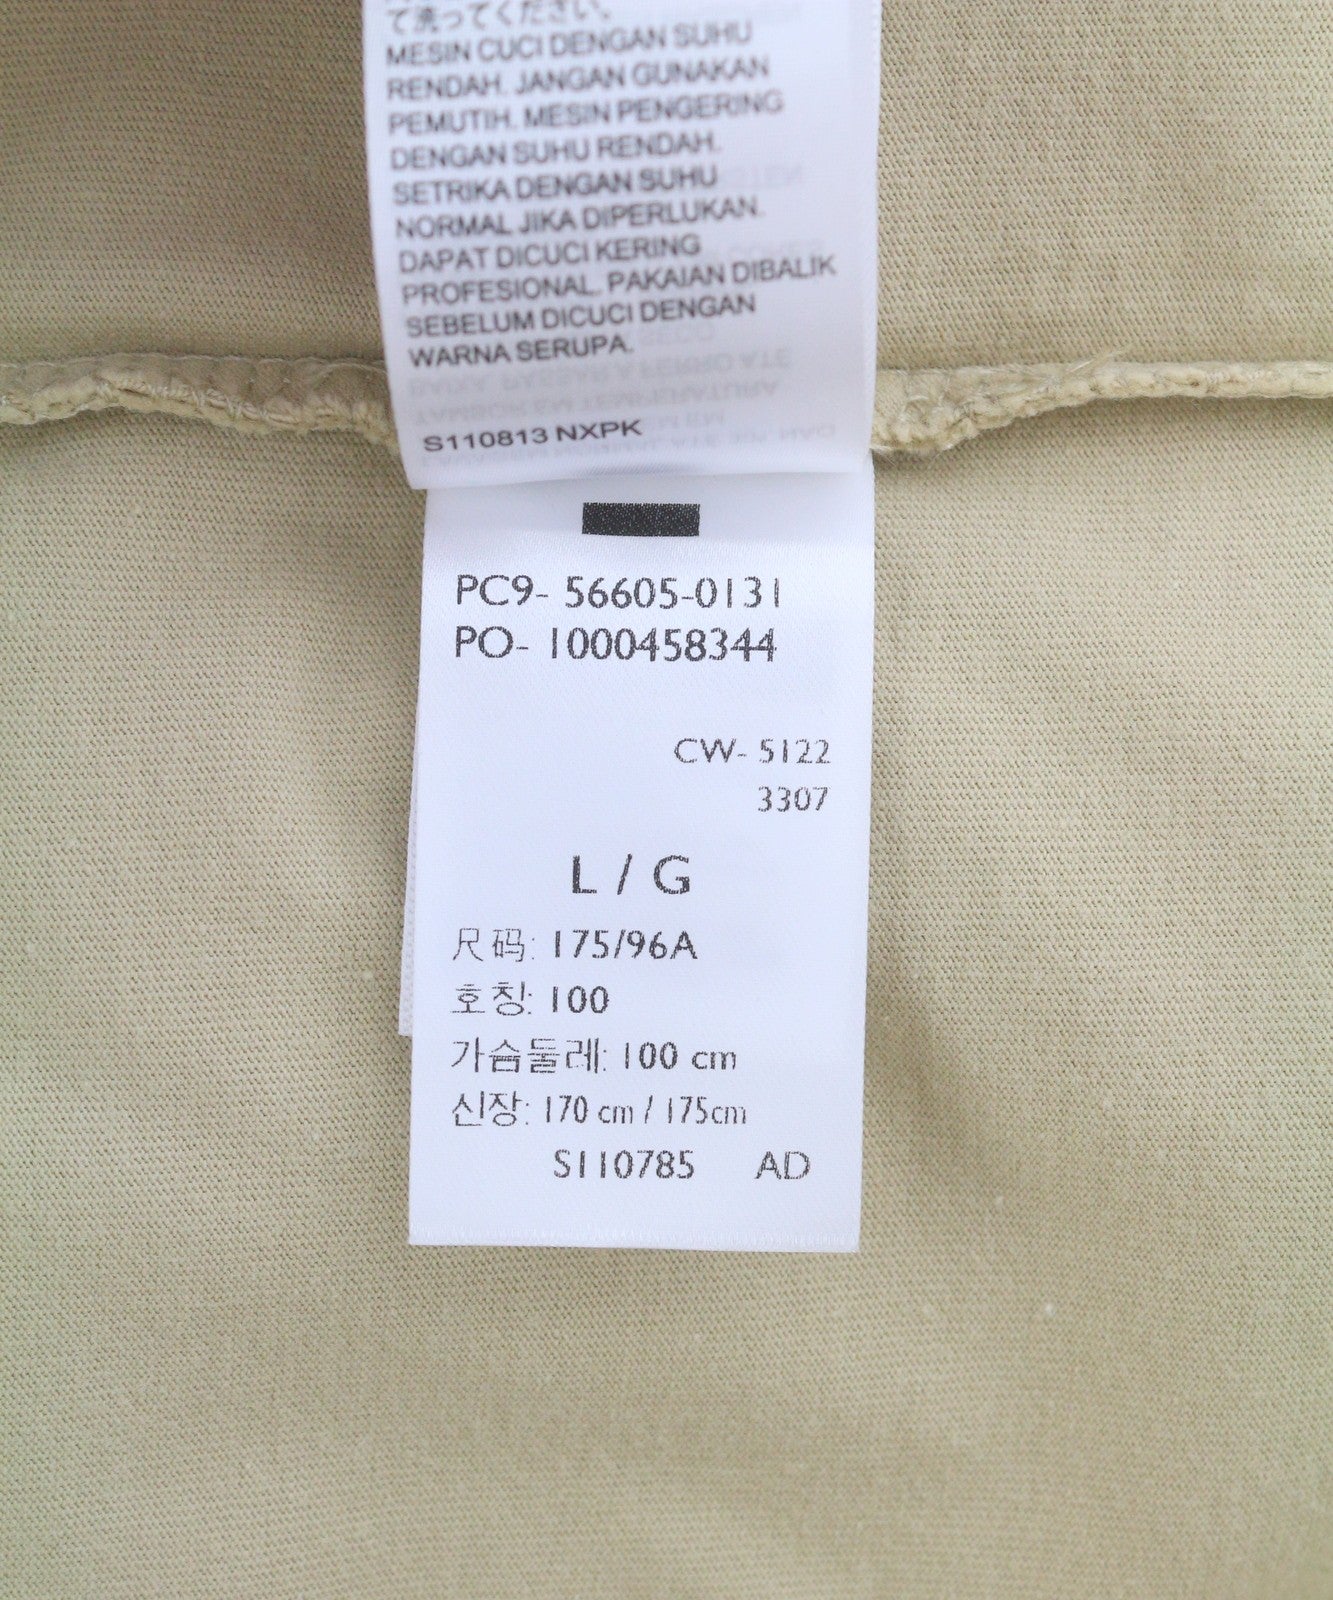 て洗ってください。
MESIN CUCI DENGAN SUHU
RENDAH. JANGAN GUNAKAN
PEMUTIH. MESIN PENGERING
DENGAN SUHU RENDAH.
SETRIKA DENGAN SUHU
NORMAL JIKA DIPERLUKAN.
DAPAT DICUCI KERING
PROFESIONAL. PAKAIAN DIBALIK
SEBELUM DICUCI DENGAN
WARNA SERUPA.
S110813 NXPK
PC9- 56605-0131
PO- 1000458344
CW- 5122
3307
L / G
尺码: 175/96A
호칭: 100
가슴둘레: 100 cm
신장: 170 cm / 175cm
S110785 AD